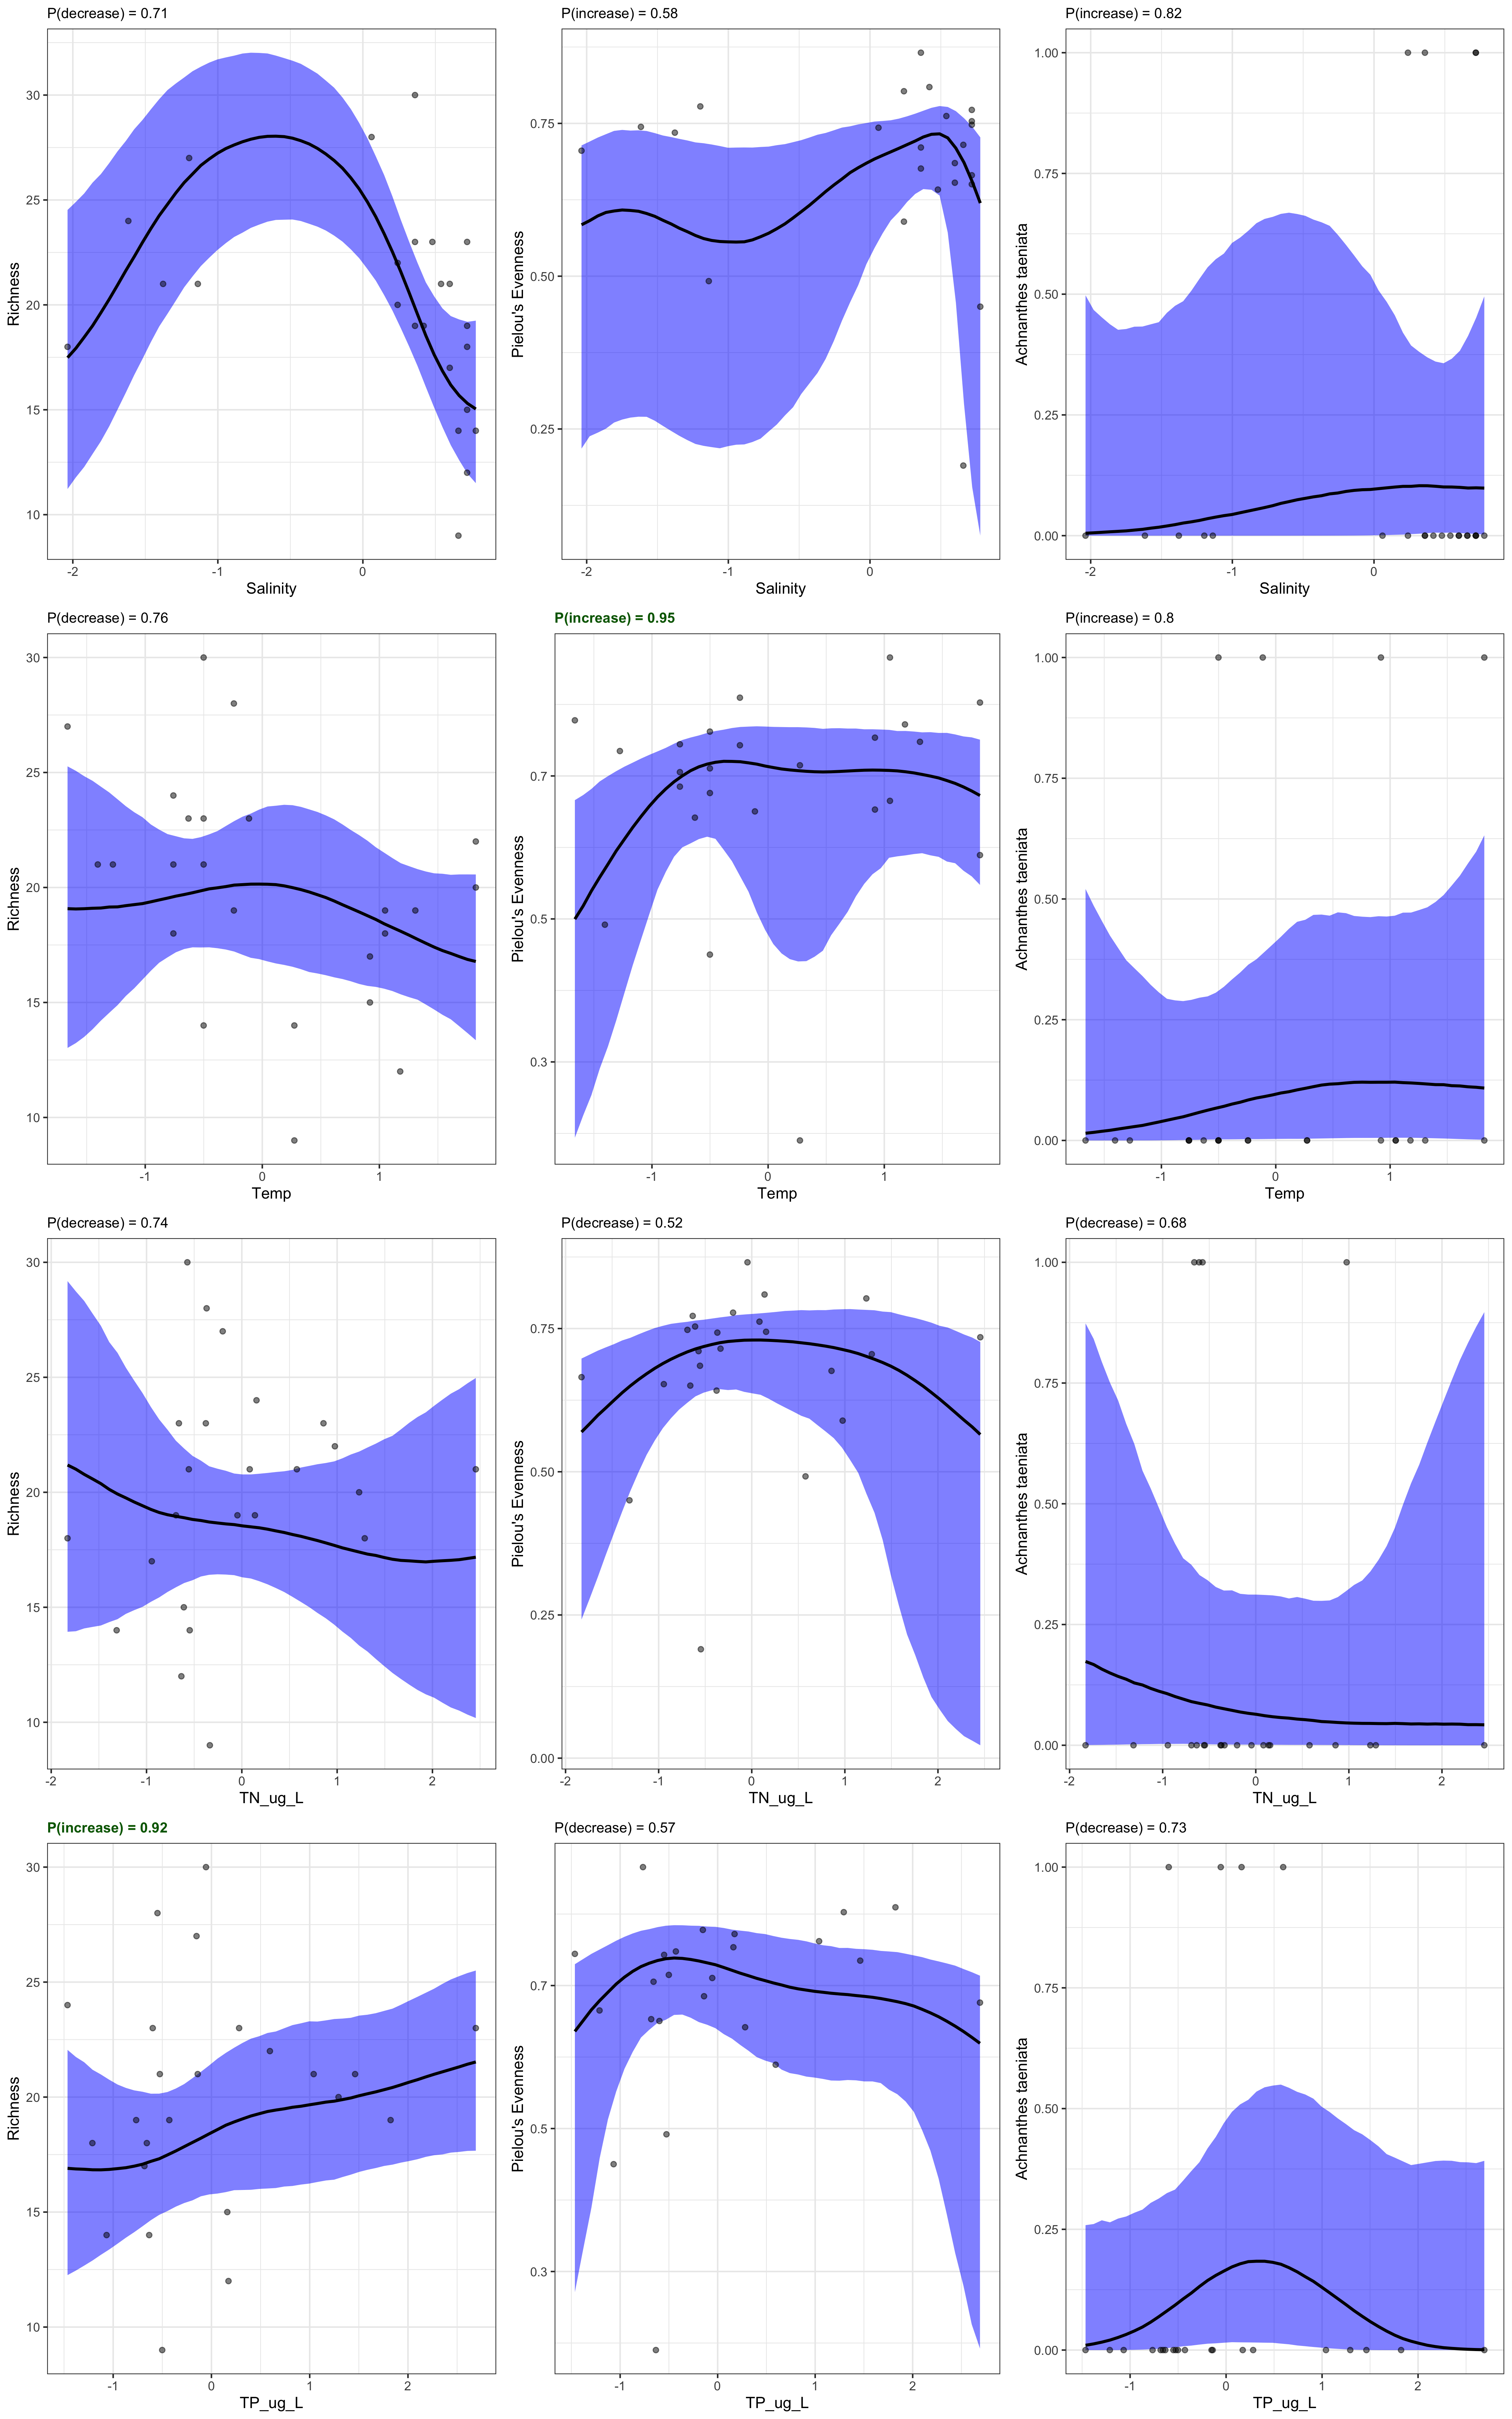 P(decrease) = 0.71
P(increase) = 0.58
P(increase) = 0.82
Richness
30
25
20
15
10
-2
-1
0
Salinity
Pielou's Evenness
0.75
0.50
0.25
-2
-1
0
Salinity
Achnanthes taeniata
1.00
0.75
0.50
0.25
0.00
-2
-1
0
Salinity
P(decrease) = 0.76
P(increase) = 0.95
P(increase) = 0.8
Richness
30
25
20
15
10
-1
0
1
Temp
Pielou's Evenness
0.7
0.5
0.3
-1
0
1
Temp
Achnanthes taeniata
1.00
0.75
0.50
0.25
0.00
-1
0
1
Temp
P(decrease) = 0.74
P(decrease) = 0.52
P(decrease) = 0.68
Richness
30
25
20
15
10
-2
-1
0
1
2
TN_ug_L
Pielou's Evenness
0.75
0.50
0.25
0.00
-2
-1
0
1
2
TN_ug_L
Achnanthes taeniata
1.00
0.75
0.50
0.25
0.00
-2
-1
0
1
2
TN_ug_L
P(increase) = 0.92
P(decrease) = 0.57
P(decrease) = 0.73
Richness
30
25
20
15
10
-1
0
1
2
TP_ug_L
Pielou's Evenness
0.7
0.5
0.3
-1
0
1
2
TP_ug_L
Achnanthes taeniata
1.00
0.75
0.50
0.25
0.00
-1
0
1
2
TP_ug_L